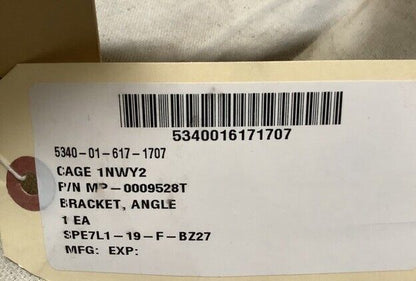 5340016171707
5340-01-617-1707
CAGE 1NWY2
P/N MP-0009528T
BRACKET, ANGLE
1 EA
SPE7L1-19-F-BZ27
MFG: EXP: